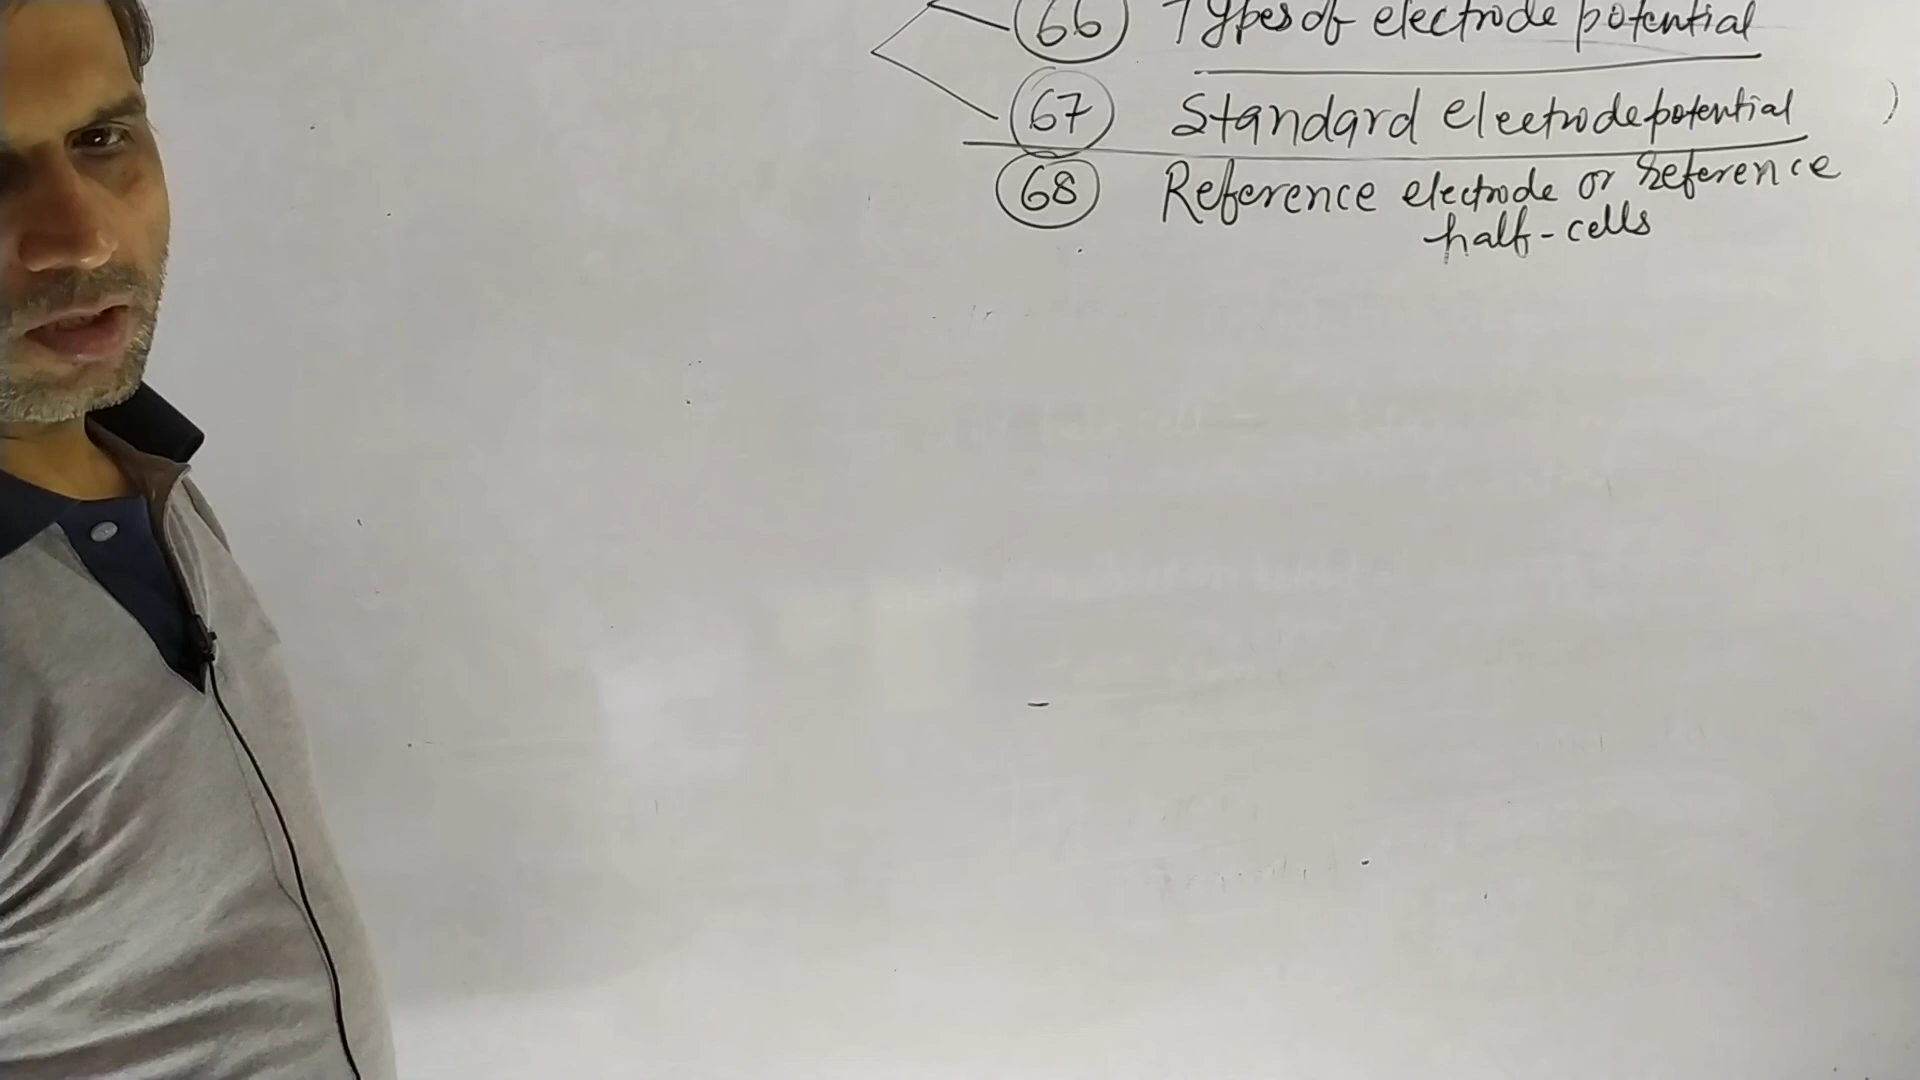 66 Types of electrode potential
67 Standard electrode potential )
68 Reference electrode or reference
half-cells